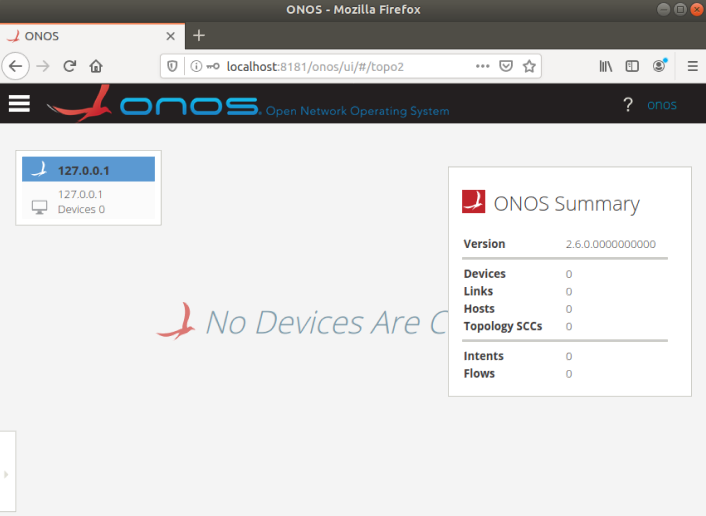 ONOS - Mozilla Firefox
ONOS
localhost:8181/onos/ui/#/topo2
onos. Open Network Operating System
? onos
127.0.0.1
127.0.0.1
Devices 0
ONOS Summary
Version 2.6.0.0000000000
Devices 0
Links 0
Hosts 0
Topology SCCs 0
Intents 0
Flows 0
No Devices Are C